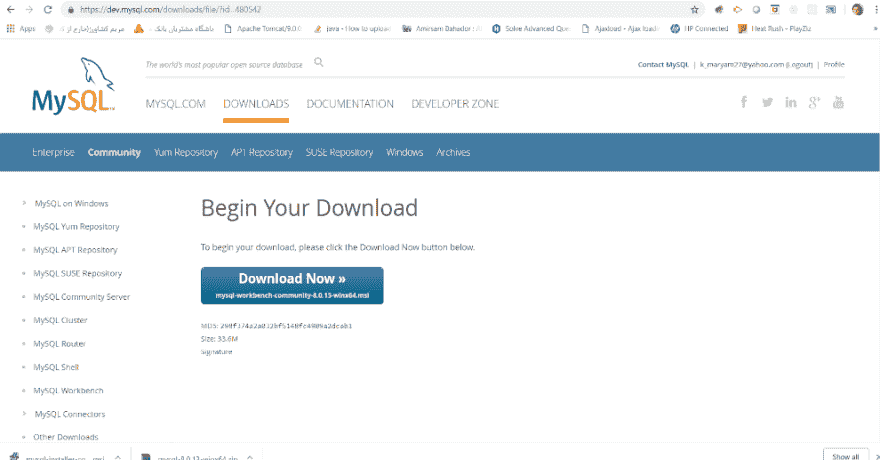 https://dev.mysql.com/downloads/file/?id=480542
Apps
باشگاه مشتریان بانک
Apache Tomcat/9.0.0
java - How to upload
Amirsam Bahador
Solve Advanced Que
Ajaxload - Ajax loade
HP Connected
Heat Rush - PlayZiz
MySQL
The world's most popular open source database
Contact MySQL | k_maryam27@yahoo.com (Logout) | Profile
MYSQL.COM DOWNLOADS DOCUMENTATION DEVELOPER ZONE
Enterprise Community Yum Repository APT Repository SUSE Repository Windows Archives
MySQL on Windows
MySQL Yum Repository
MySQL APT Repository
MySQL SUSE Repository
MySQL Community Server
MySQL Cluster
MySQL Router
MySQL Shell
MySQL Workbench
MySQL Connectors
Other Downloads
Begin Your Download
To begin your download, please click the Download Now button below.
Download Now »
mysql-workbench-community-8.0.13-winx64.msi
MD5:
Size: 33.6M
Signature
mysql-installer-co....msi
mysql-8.0.13-winx64.zip
Show all